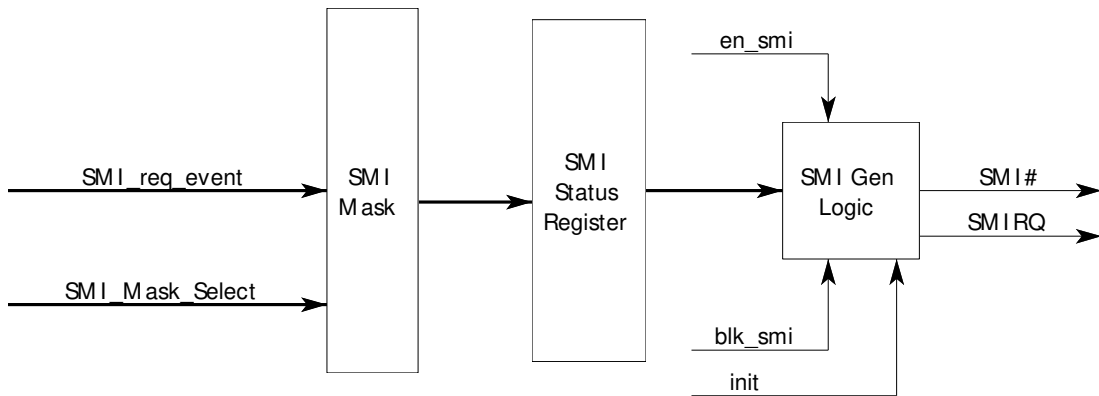 en_smi
SMI_req_event
SMI
Mask
SMI
Status
Register
SMI Gen
Logic
SMI#
SMIRQ
SMI_Mask_Select
blk_smi
init